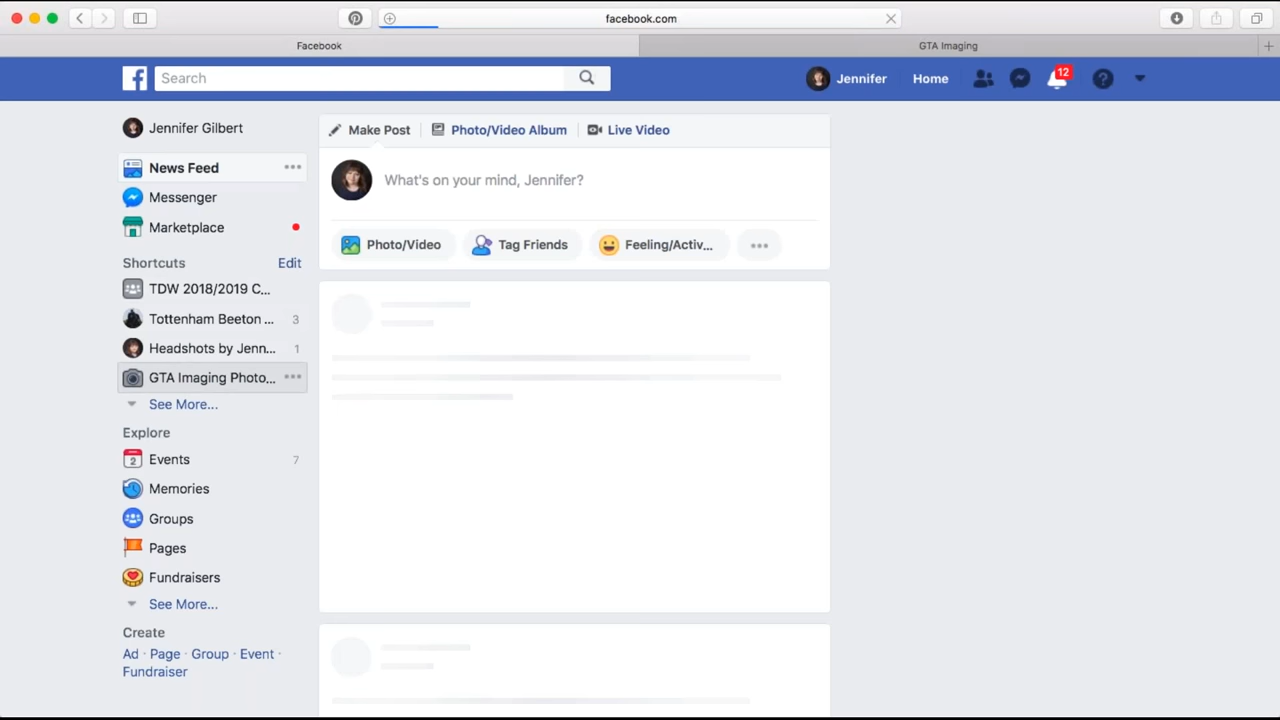 facebook.com
Facebook
GTA Imaging
Search
Jennifer
Home
12
Jennifer Gilbert
News Feed
Messenger
Marketplace
Shortcuts
Edit
TDW 2018/2019 C...
Tottenham Beeton ...
3
Headshots by Jenn...
1
GTA Imaging Photo...
See More...
Explore
2
Events
7
Memories
Groups
Pages
Fundraisers
See More...
Create
Ad · Page · Group · Event ·
Fundraiser
Make Post
Photo/Video Album
Live Video
What's on your mind, Jennifer?
Photo/Video
Tag Friends
Feeling/Activ...